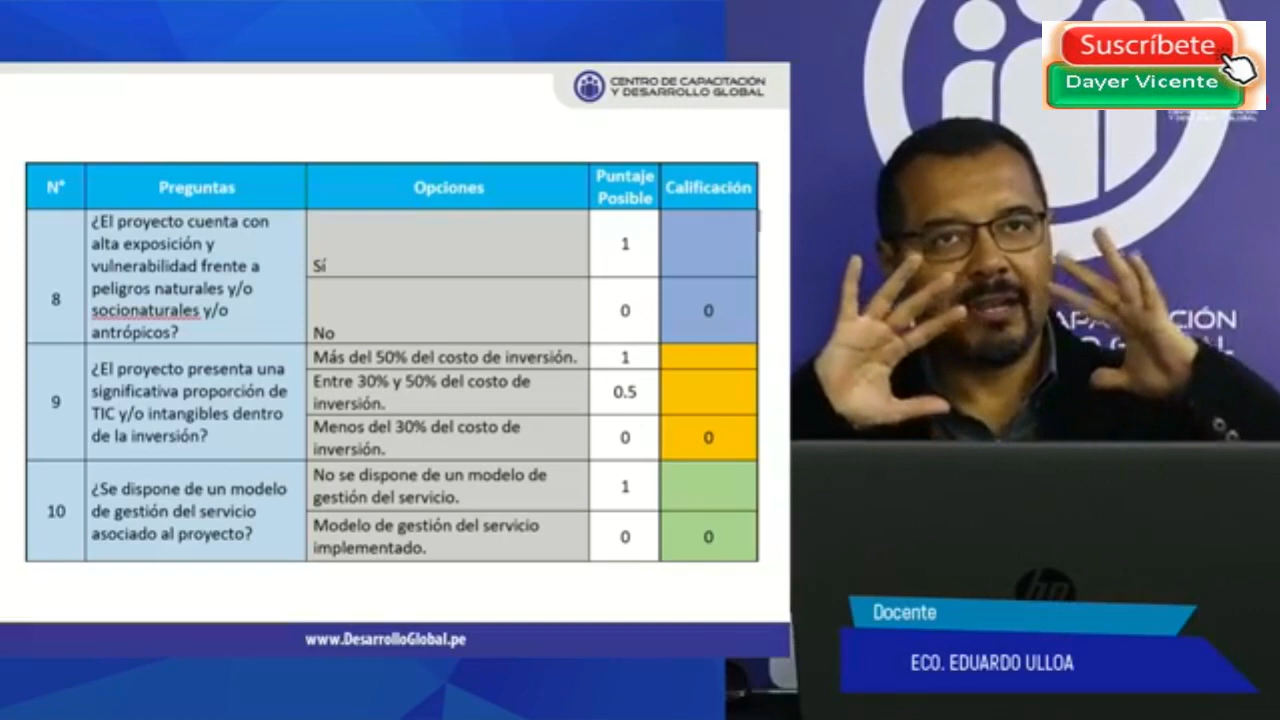 Suscríbete
Dayer Vicente
CENTRO DE CAPACITACIÓN
Y DESARROLLO GLOBAL
N° Preguntas Opciones Puntaje Posible Calificación
8
¿El proyecto cuenta con
alta exposición y
vulnerabilidad frente a
peligros naturales y/o
socionaturales y/o
antrópicos?
Sí
1
No
0
0
9
¿El proyecto presenta una
significativa proporción de
TIC y/o intangibles dentro
de la inversión?
Más del 50% del costo de inversión.
1
Entre 30% y 50% del costo de
inversión.
0.5
Menos del 30% del costo de
inversión.
0
0
10
¿Se dispone de un modelo
de gestión del servicio
asociado al proyecto?
No se dispone de un modelo de
gestión del servicio.
1
Modelo de gestión del servicio
implementado.
0
0
www.DesarrolloGlobal.pe
hp
Docente
ECO. EDUARDO ULLOA